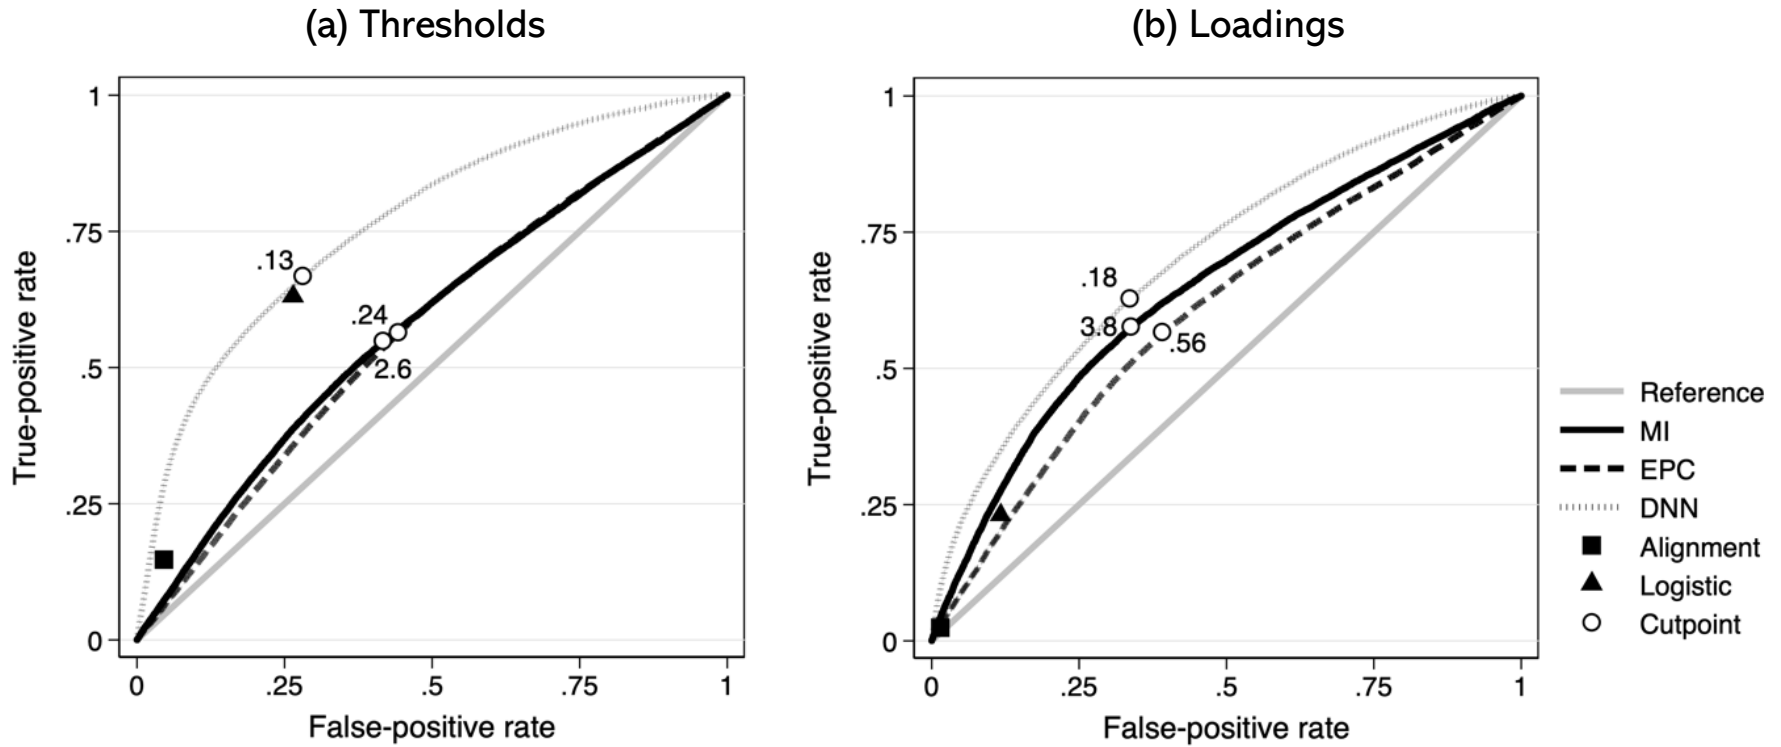 (a) Thresholds
(b) Loadings
True-positive rate
1
.75
.5
.25
0
.13
.24
2.6
0
.25
.5
.75
1
False-positive rate
True-positive rate
1
.75
.5
.25
0
.18
3.8
.56
0
.25
.5
.75
1
False-positive rate
Reference
MI
EPC
DNN
Alignment
Logistic
Cutpoint